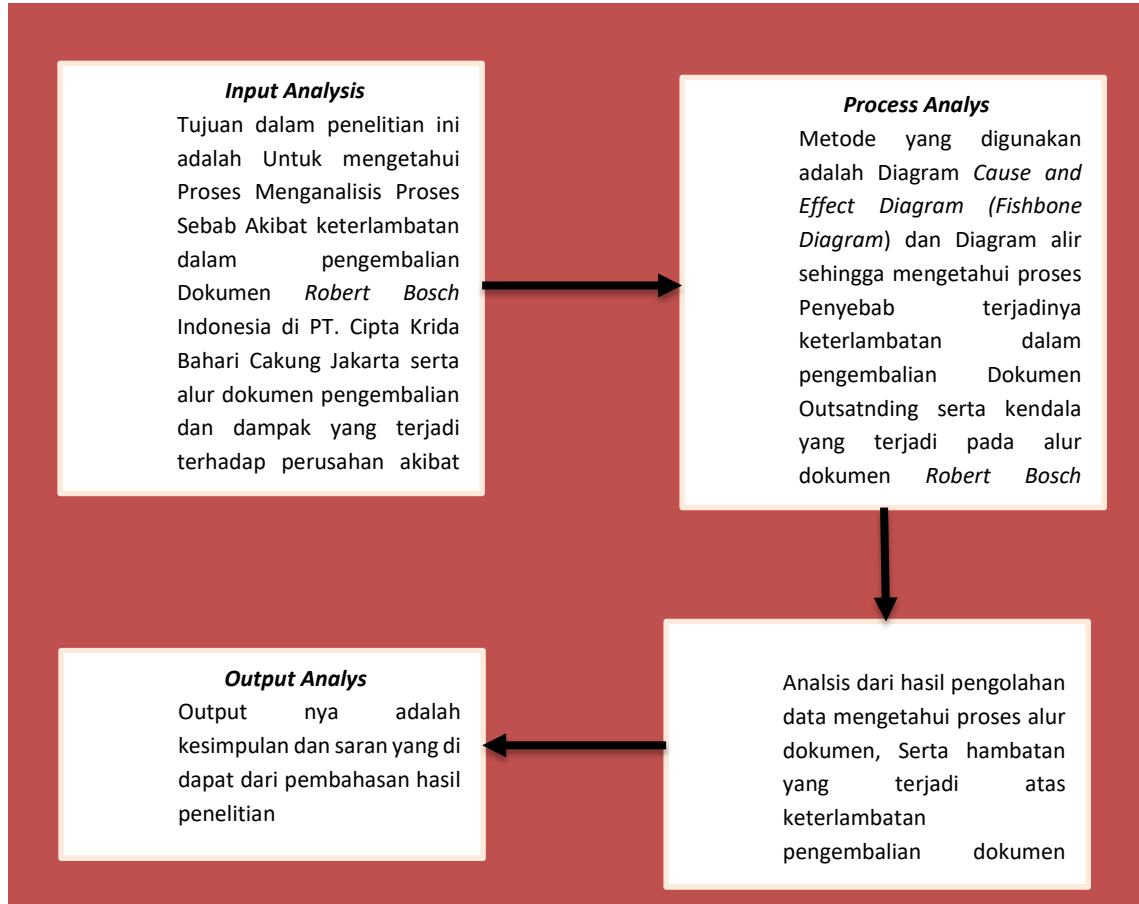 Input Analysis
Tujuan dalam penelitian ini
adalah Untuk mengetahui
Proses Menganalisis Proses
Sebab Akibat keterlambatan
dalam pengembalian
Dokumen Robert Bosch
Indonesia di PT. Cipta Krida
Bahari Cakung Jakarta serta
alur dokumen pengembalian
dan dampak yang terjadi
terhadap perusahan akibat
Process Analys
Metode yang digunakan
adalah Diagram Cause and
Effect Diagram (Fishbone
Diagram) dan Diagram alir
sehingga mengetahui proses
Penyebab terjadinya
keterlambatan dalam
pengembalian Dokumen
Outsatnding serta kendala
yang terjadi pada alur
dokumen Robert Bosch
Analsis dari hasil pengolahan
data mengetahui proses alur
dokumen, Serta hambatan
yang terjadi atas
keterlambatan
pengembalian dokumen
Output Analys
Output nya adalah
kesimpulan dan saran yang di
dapat dari pembahasan hasil
penelitian